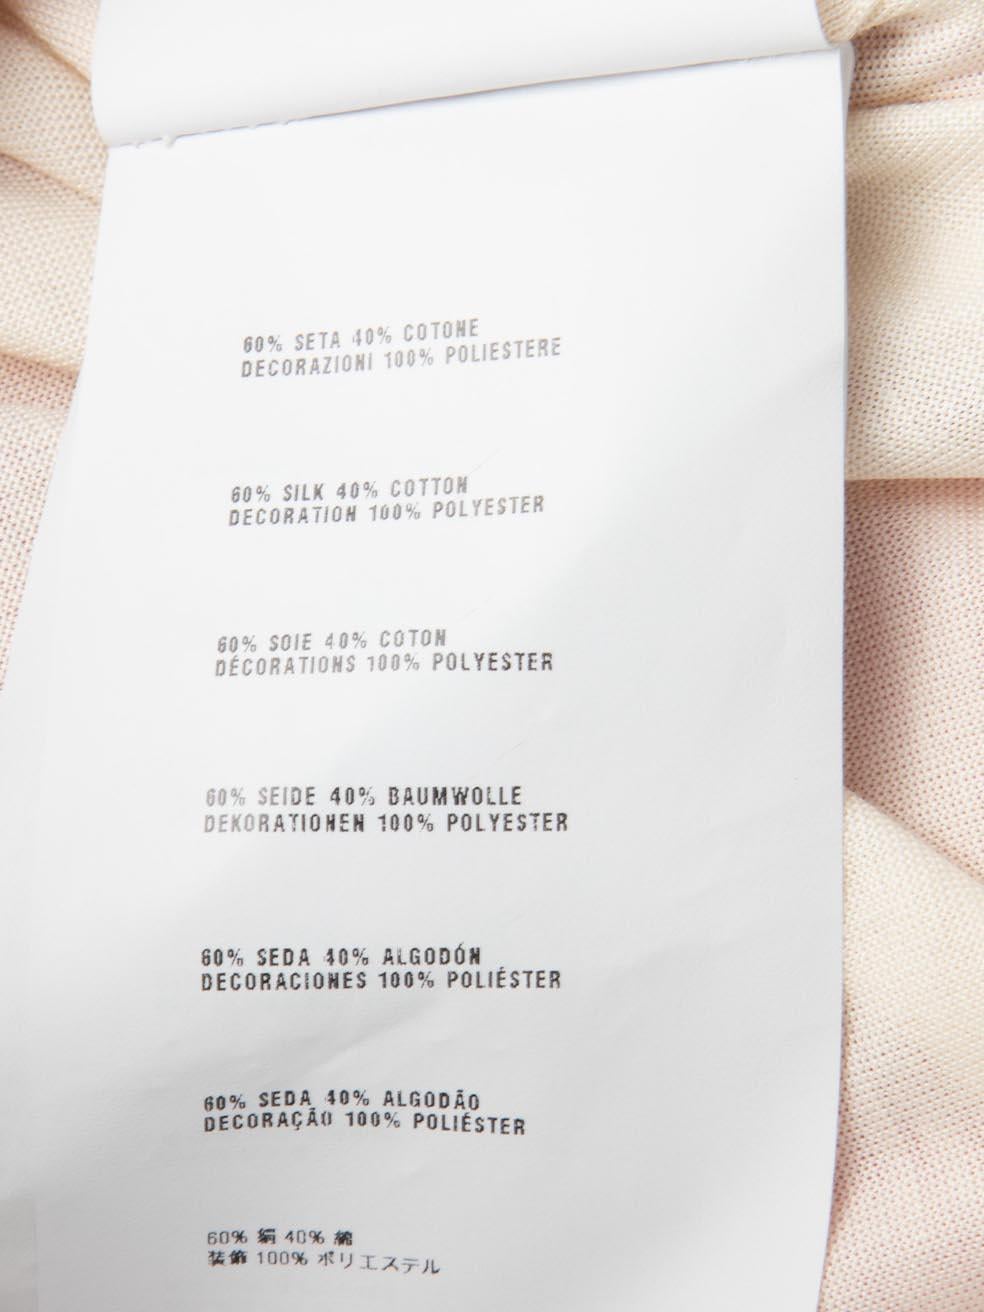 60% SETA 40% COTONE
DECORAZIONI 100% POLIESTERE
60% SILK 40% COTTON
DECORATION 100% POLYESTER
60% SOIE 40% COTON
DÉCORATIONS 100% POLYESTER
60% SEIDE 40% BAUMWOLLE
DEKORATIONEN 100% POLYESTER
60% SEDA 40% ALGODÓN
DECORACIONES 100% POLIÉSTER
60% SEDA 40% ALGODÃO
DECORAÇÃO 100% POLIÉSTER
60% 絹 40% 綿
装飾 100% ポリエステル